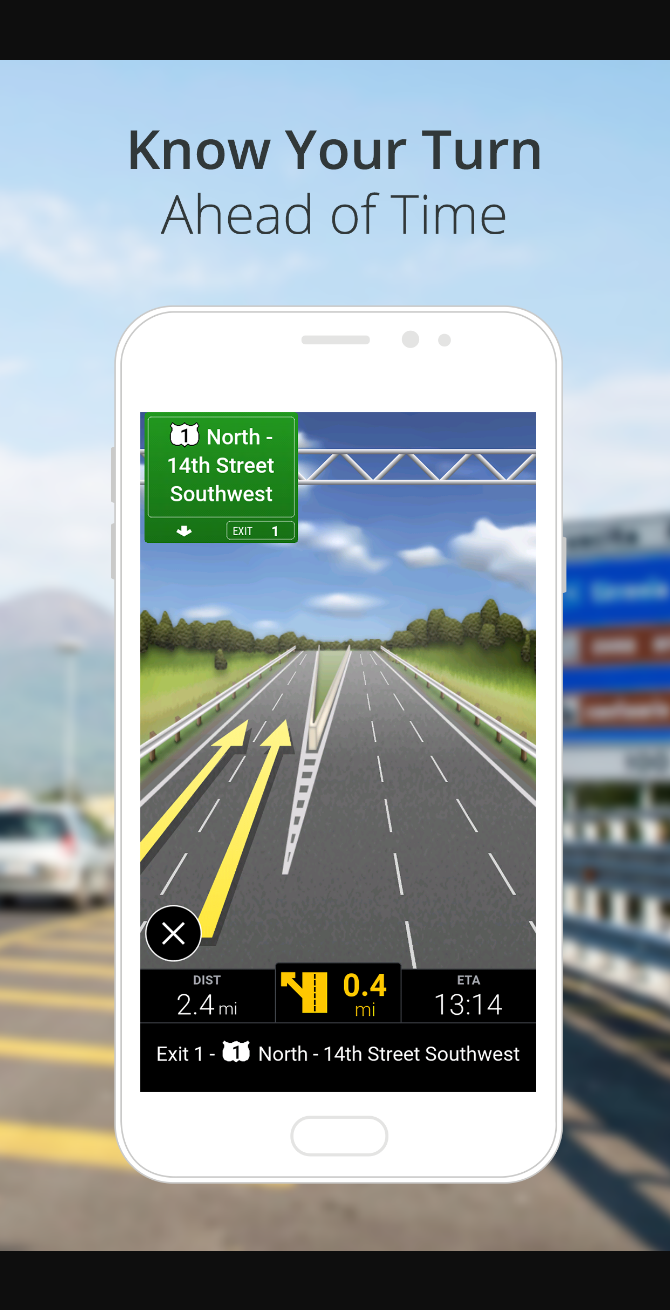 Know Your Turn
Ahead of Time
1 North -
14th Street
Southwest
EXIT 1
DIST
2.4 mi
0.4
mi
ETA
13:14
Exit 1 - 1 North - 14th Street Southwest